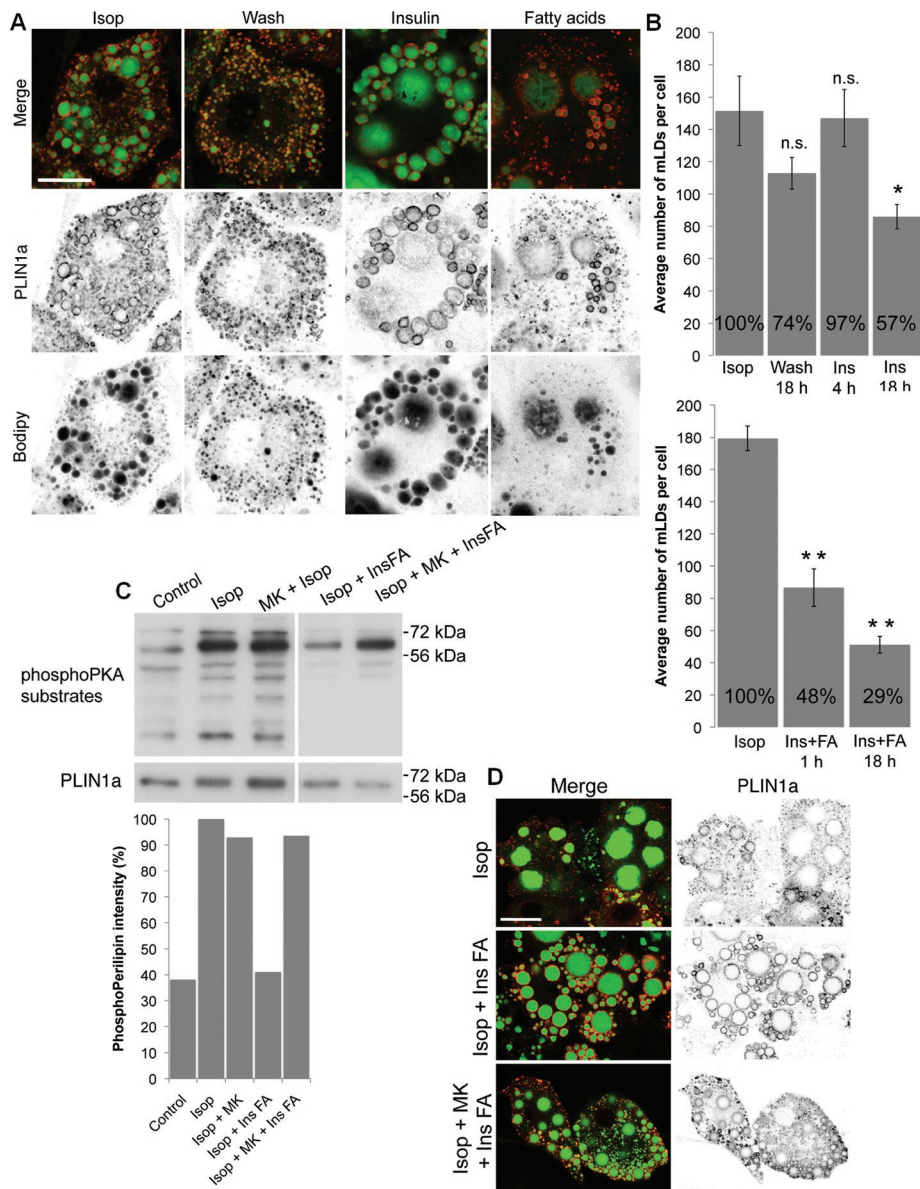 A
Isop Wash Insulin Fatty acids
Merge
PLIN1a
Bodipy
B
Average number of mLDs per cell
200
180
160
140
120
100
80
60
40
20
0
n.s.
n.s.
*
100% 74% 97% 57%
Isop Wash Ins Ins
18 h 4 h 18 h
Average number of mLDs per cell
200
180
160
140
120
100
80
60
40
20
0
* *
* *
100% 48% 29%
Isop Ins+FA Ins+FA
1 h 18 h
C
Control Isop MK + Isop Isop + InsFA Isop + MK + InsFA
phosphoPKA
substrates
-72 kDa
-56 kDa
PLIN1a
-72 kDa
-56 kDa
PhosphoPerilipin intensity (%)
100
90
80
70
60
50
40
30
20
10
0
Control Isop Isop + MK Isop + Ins FA Isop + MK + Ins FA
D
Merge PLIN1a
Isop
Isop + Ins FA
Isop + MK
+ Ins FA